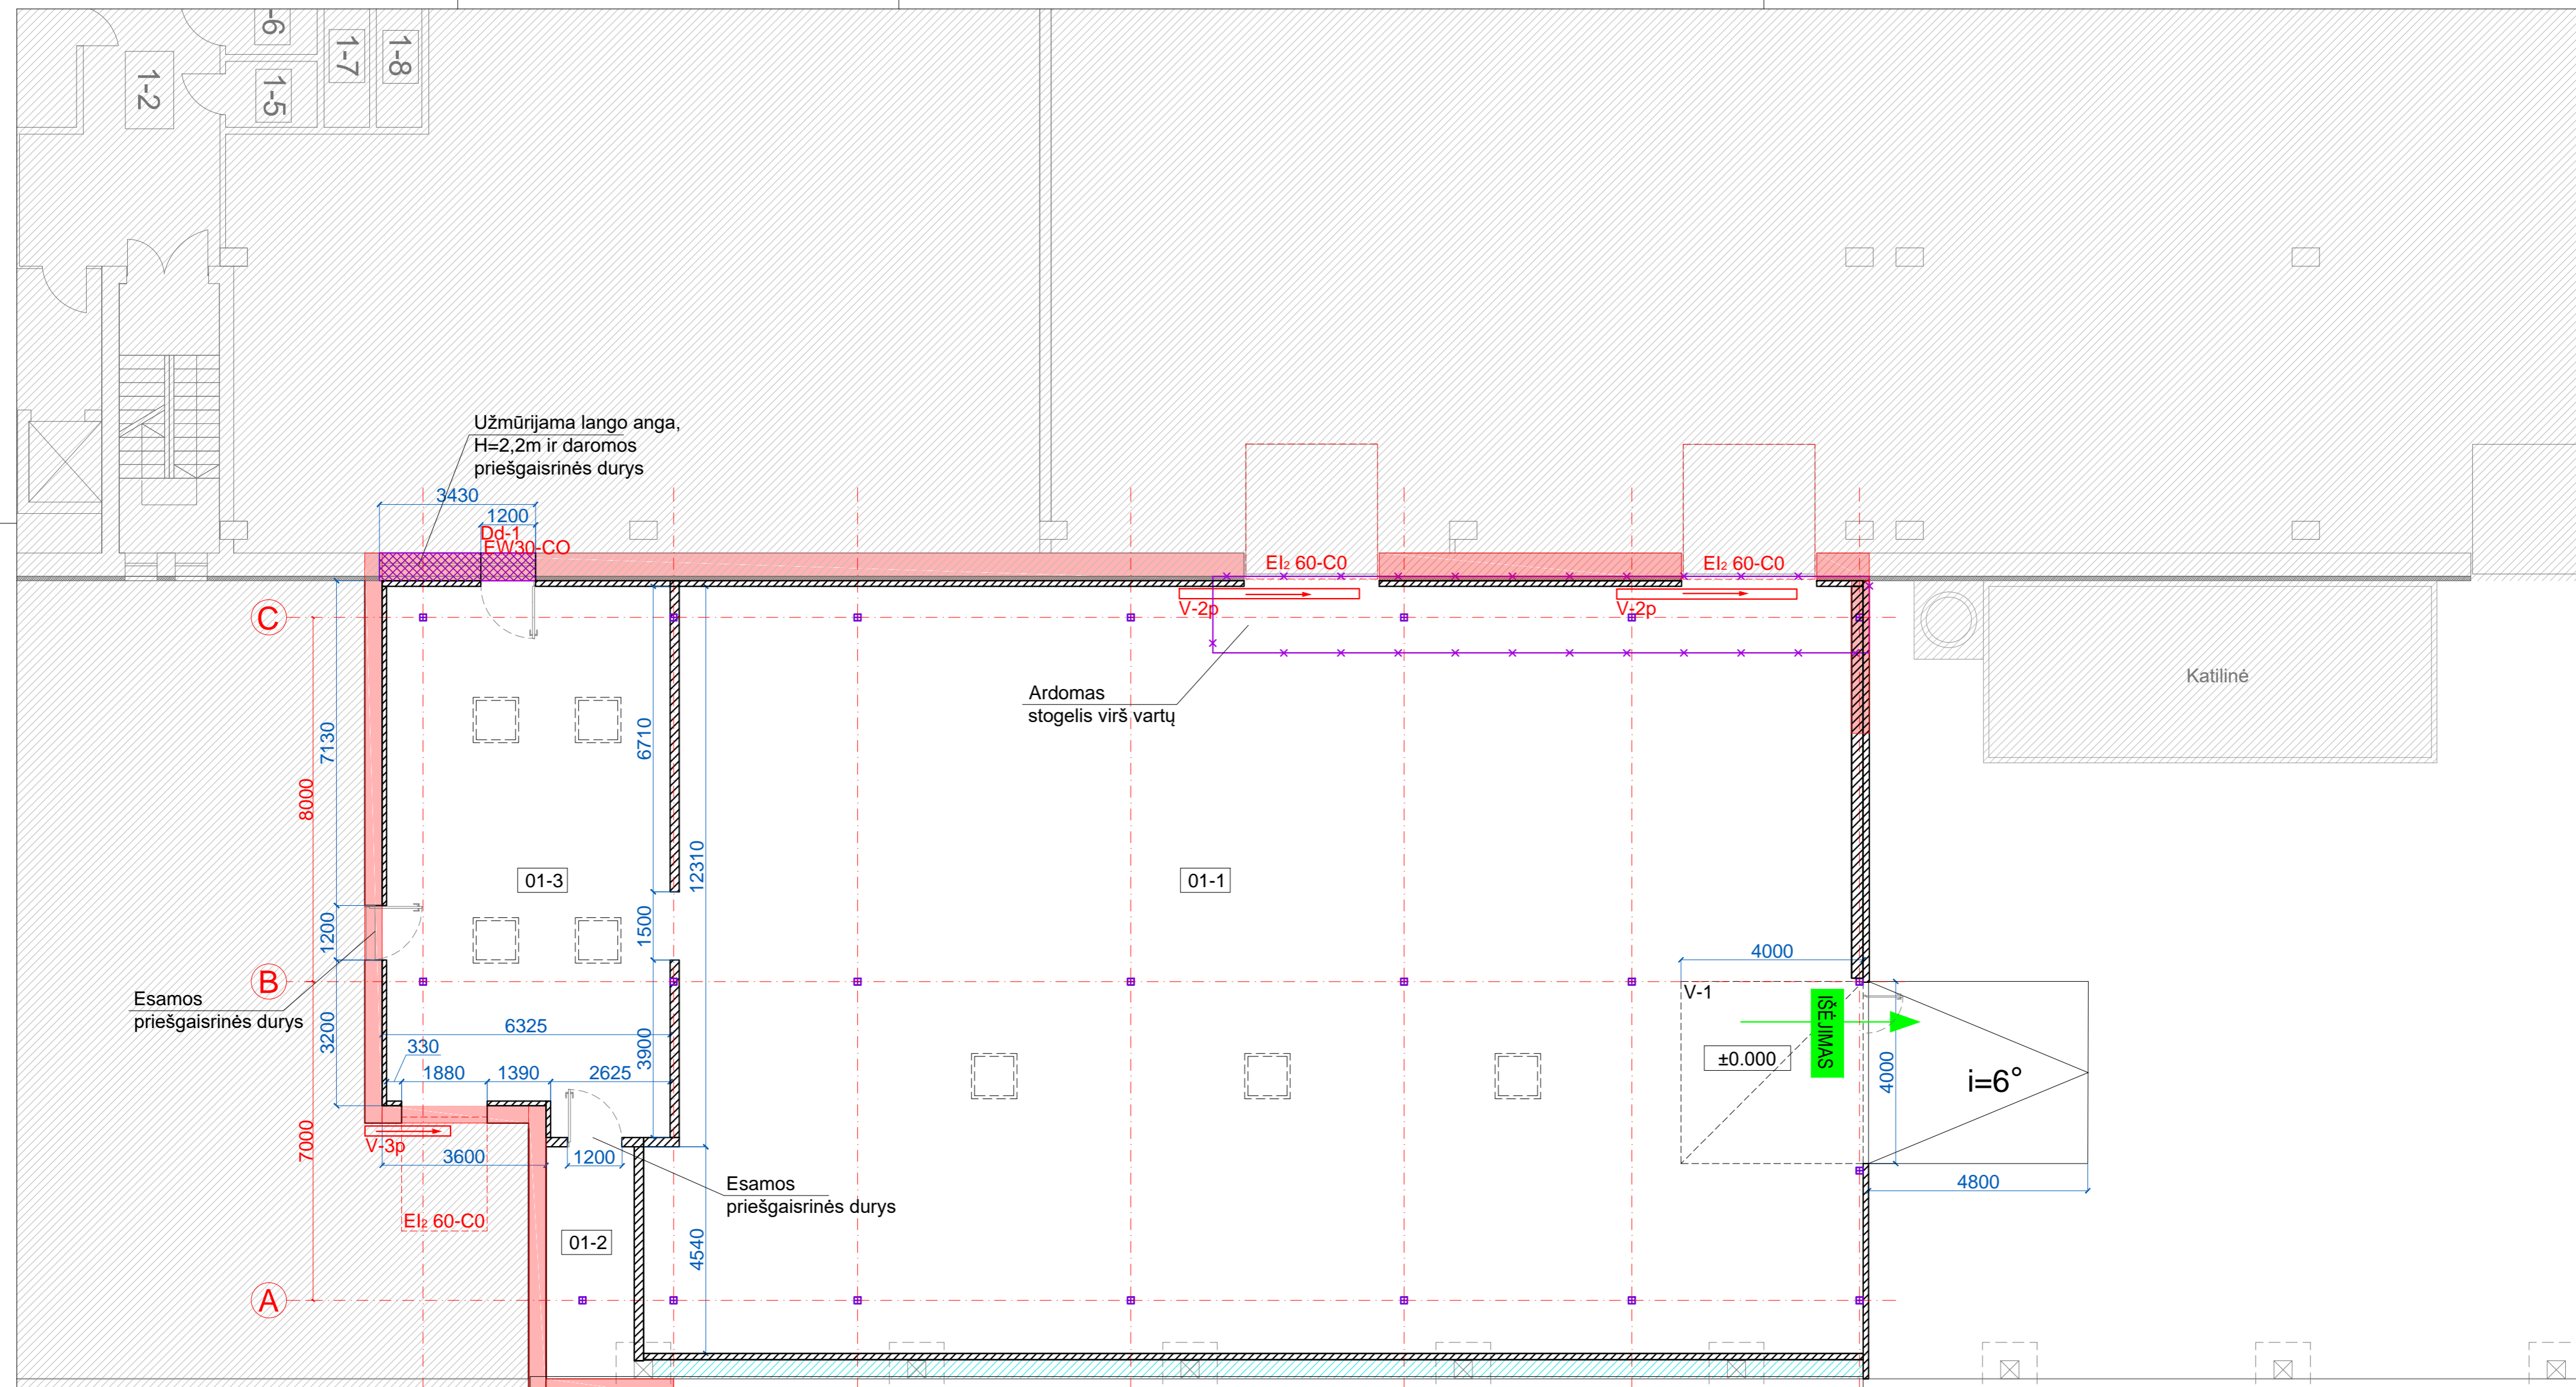 -6
1-7
1-8
1-2
1-5
Užmūrijama lango anga,
H=2,2m ir daromos
priešgaisrinės durys
3430
1200
Dd-1
EW30-CO
EI₂ 60-C0
EI₂ 60-C0
V-2p
V-2p
C
Katilinė
Ardomas
stogelis virš vartų
7130
6710
8000
12310
01-3
01-1
1200
1500
4000
B
V-1
Esamos
priešgaisrinės durys
6325
IŠĖJIMAS
3200
3900
330
±0.000
4000
1880
1390
2625
i=6°
7000
V-3p
3600
1200
Esamos
priešgaisrinės durys
4800
EI₂ 60-C0
01-2
4540
A